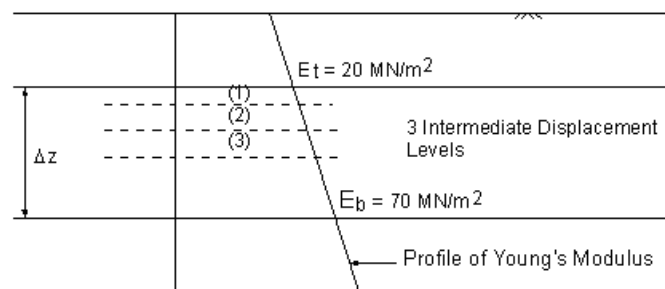 Et = 20 MN/m²
(1)
(2)
(3)
3 Intermediate Displacement
Levels
Δz
Eb = 70 MN/m²
Profile of Young's Modulus